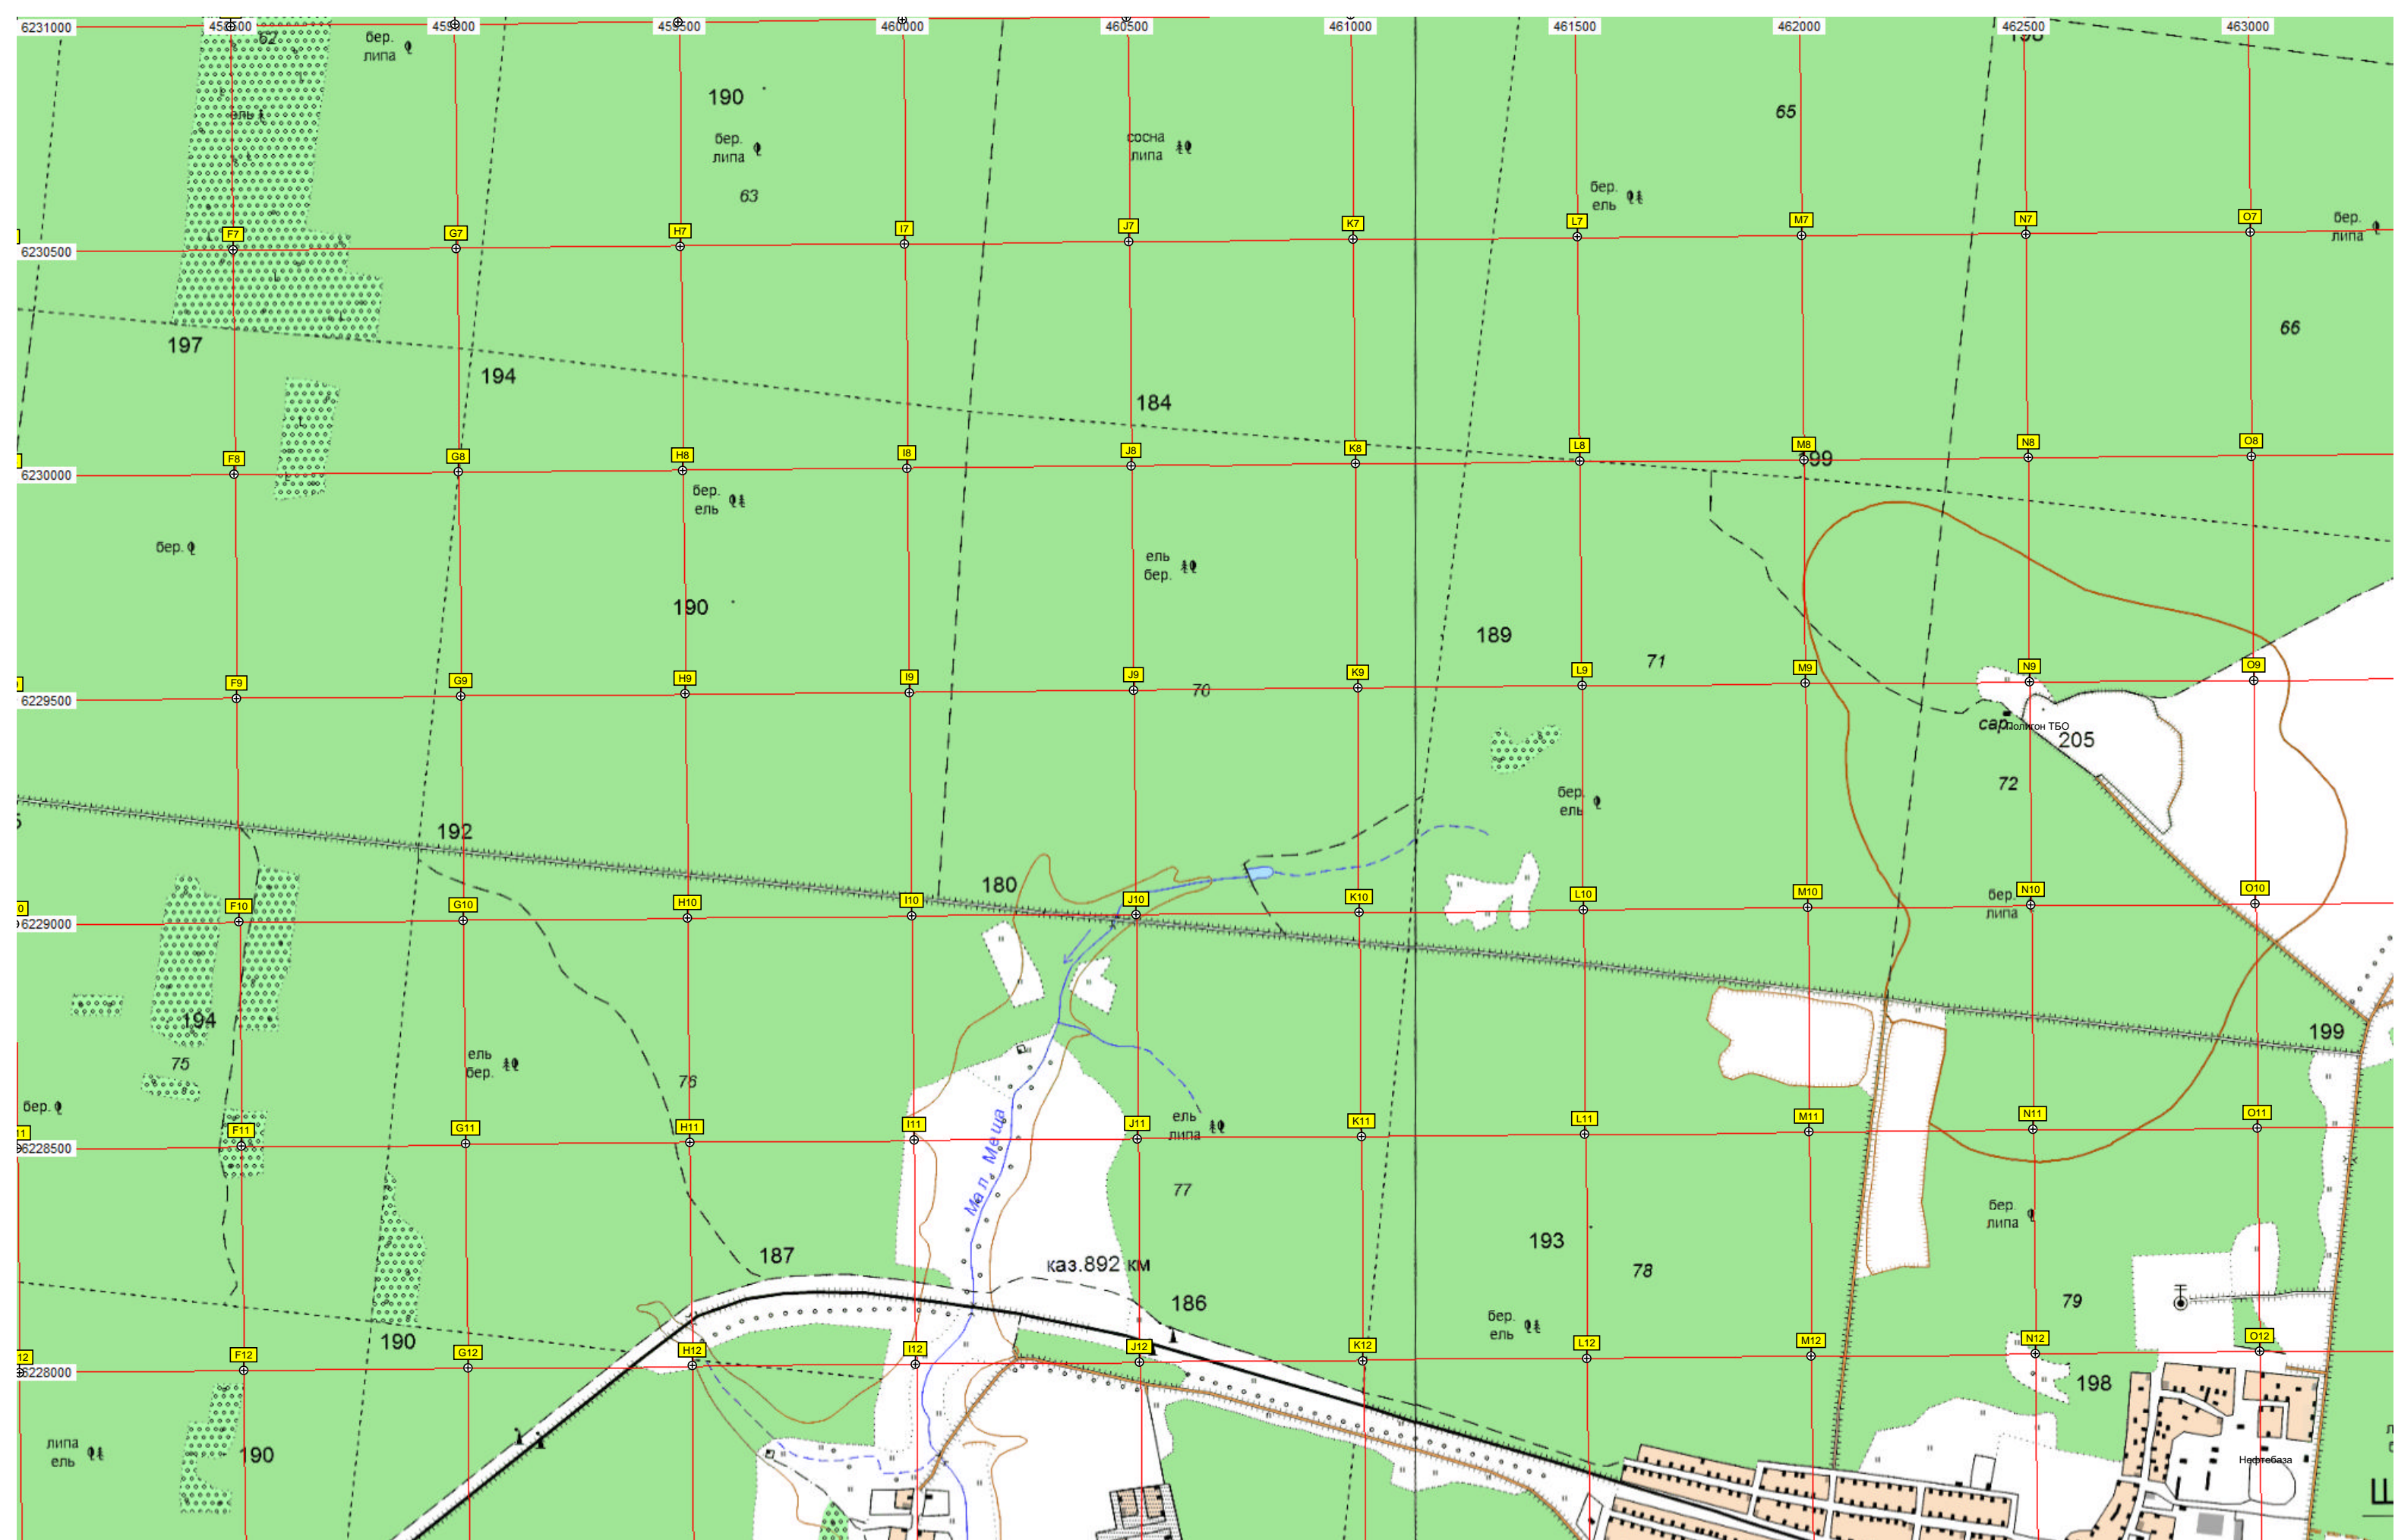 6231000
458500
459000
459500
460000
460500
461000
461500
462000
462500
463000
62
бер.
липа
198
ель
190
65
бер.
липа
сосна
липа
63
бер.
ель
бер.
липа
F7
G7
H7
I7
J7
K7
L7
M7
N7
O7
6230500
66
197
194
184
F8
G8
H8
I8
J8
K8
L8
M8
N8
O8
199
6230000
бер.
ель
бер.
ель
бер.
190
189
71
F9
G9
H9
I9
J9
K9
L9
M9
N9
O9
70
6229500
сар.
Полигон ТБО
205
72
бер.
ель
192
180
F10
G10
H10
I10
J10
K10
L10
M10
N10
O10
бер.
липа
6229000
194
199
75
ель
бер.
76
бер.
Мал. Меша
ель
липа
11
F11
G11
H11
I11
J11
K11
L11
M11
N11
O11
6228500
77
бер.
липа
187
каз.892 км
193
78
186
79
бер.
ель
190
12
F12
G12
H12
I12
J12
K12
L12
M12
N12
O12
6228000
198
липа
ель
190
Нефтебаза
Ш